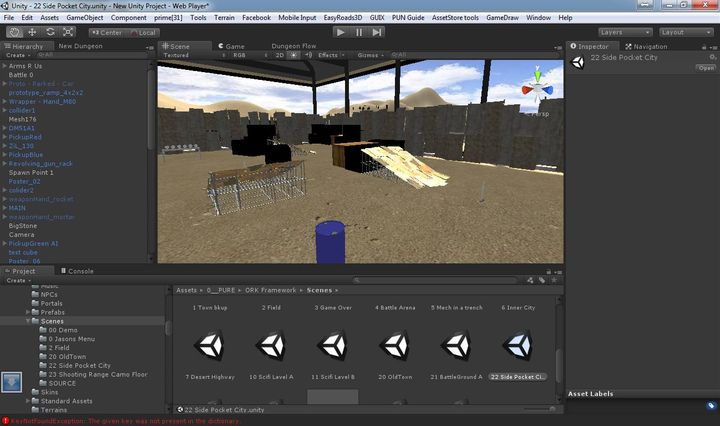 Unity - 22 Side Pocket City.unity - New Unity Project - Web Player*
File Edit Assets GameObject Component prime[31] Tools Terrain Facebook Mobile Input EasyRoads3D GUIX PUN Guide AssetStore tools GameDraw Window Help
Center Local Layers Layout
Hierarchy New Dungeon
Create All
Arms R Us
Battle 0
Proto - Parked - Car
prototype_ramp_4x2x2
Wrapper - Hand_M80
collider1
Mesh176
DM51A1
PickupRed
ZiL_130
PickupBlue
Revolving_gun_rack
Spawn Point 1
Poster_02
colider2
weaponHand_rocket
MAIN
weaponHand_mortar
BigStone
Camera
PickupGreen AI
test cube
Poster_06
Scene Game Dungeon Flow
Textured RGB 2D Effects Gizmos All
y
Persp
Inspector Navigation
22 Side Pocket City
Open
Project Console
Create
Music
NPCs
Portals
Prefabs
Scenes
00 Demo
0 Jasons Menu
2 Field
20 OldTown
22 Side Pocket City
23 Shooting Range Camo Floor
SOURCE
Skins
Standard Assets
Terrains
Assets 0__PURE ORK Framework Scenes
1 Town bkup 2 Field 3 Game Over 4 Battle Arena 5 Mech in a trench 6 Inner City
7 Desert Highway 10 Scifi Level A 11 Scifi Level B 20 OldTown 21 BattleGround A 22 Side Pocket Ci...
22 Side Pocket City.unity
Asset Labels
KeyNotFoundException: The given key was not present in the dictionary.